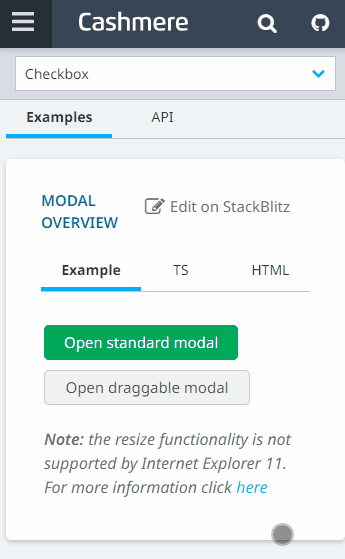 Cashmere
Checkbox
Examples API
MODAL
OVERVIEW
Edit on StackBlitz
Example TS HTML
Open standard modal
Open draggable modal
Note: the resize functionality is not
supported by Internet Explorer 11.
For more information click here